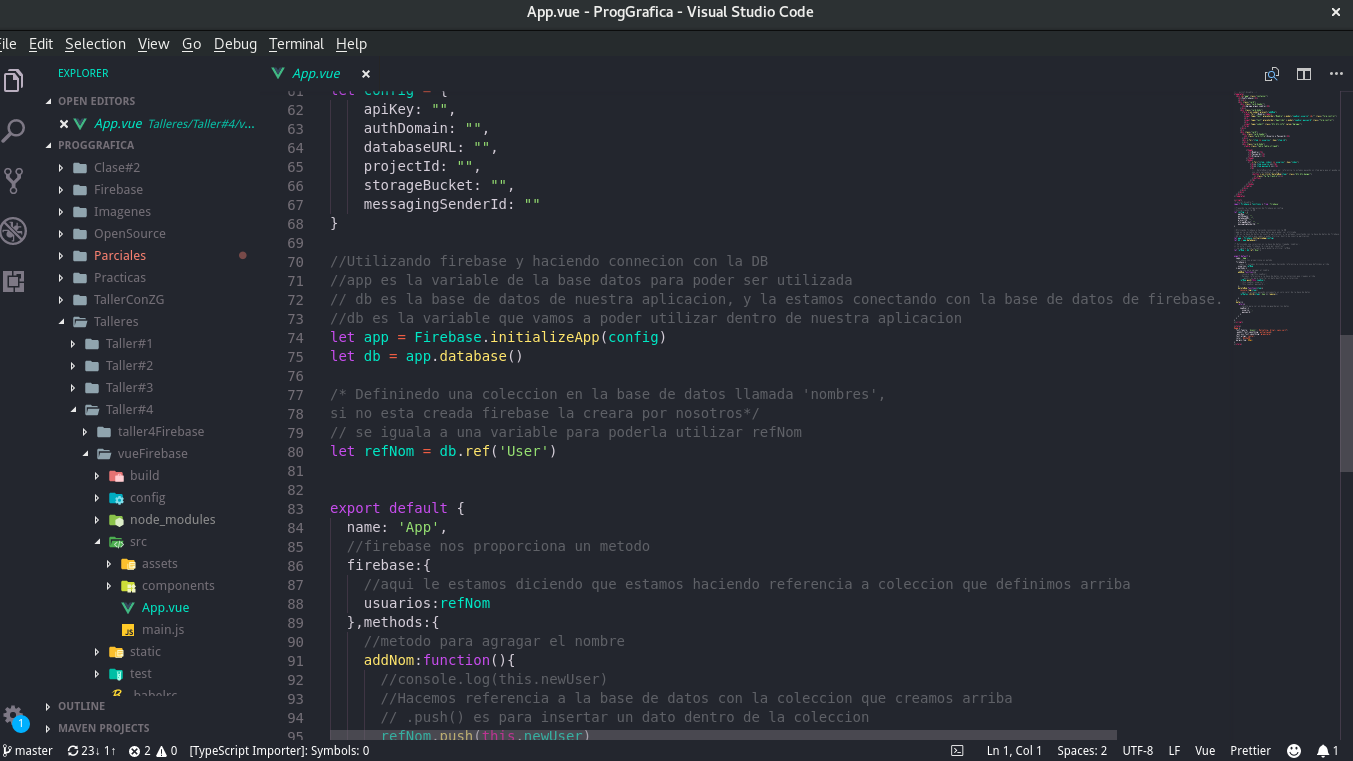 App.vue - ProgGrafica - Visual Studio Code
File Edit Selection View Go Debug Terminal Help
EXPLORER
OPEN EDITORS
App.vue Talleres/Taller#4/v...
PROGGRAFICA
Clase#2
Firebase
Imagenes
OpenSource
Parciales
Practicas
TallerConZG
Talleres
Taller#1
Taller#2
Taller#3
Taller#4
taller4Firebase
vueFirebase
build
config
node_modules
src
assets
components
App.vue
main.js
static
test
.babelrc
OUTLINE
MAVEN PROJECTS
App.vue
61 let config = {
62 apiKey: "",
63 authDomain: "",
64 databaseURL: "",
65 projectId: "",
66 storageBucket: "",
67 messagingSenderId: ""
68 }
69
70 //Utilizando firebase y haciendo connecion con la DB
71 //app es la variable de la base datos para poder ser utilizada
72 // db es la base de datos de nuestra aplicacion, y la estamos conectando con la base de datos de firebase.
73 //db es la variable que vamos a poder utilizar dentro de nuestra aplicacion
74 let app = Firebase.initializeApp(config)
75 let db = app.database()
76
77 /* Defininedo una coleccion en la base de datos llamada 'nombres',
78 si no esta creada firebase la creara por nosotros*/
79 // se iguala a una variable para poderla utilizar refNom
80 let refNom = db.ref('User')
81
82
83 export default {
84 name: 'App',
85 //firebase nos proporciona un metodo
86 firebase:{
87 //aqui le estamos diciendo que estamos haciendo referencia a coleccion que definimos arriba
88 usuarios:refNom
89 },methods:{
90 //metodo para agragar el nombre
91 addNom:function(){
92 //console.log(this.newUser)
93 //Hacemos referencia a la base de datos con la coleccion que creamos arriba
94 // .push() es para insertar un dato dentro de la coleccion
95 refNom.push(this.newUser)
1
master 23↓ 1↑ 2 0 [TypeScript Importer]: Symbols: 0 Ln 1, Col 1 Spaces: 2 UTF-8 LF Vue Prettier 1